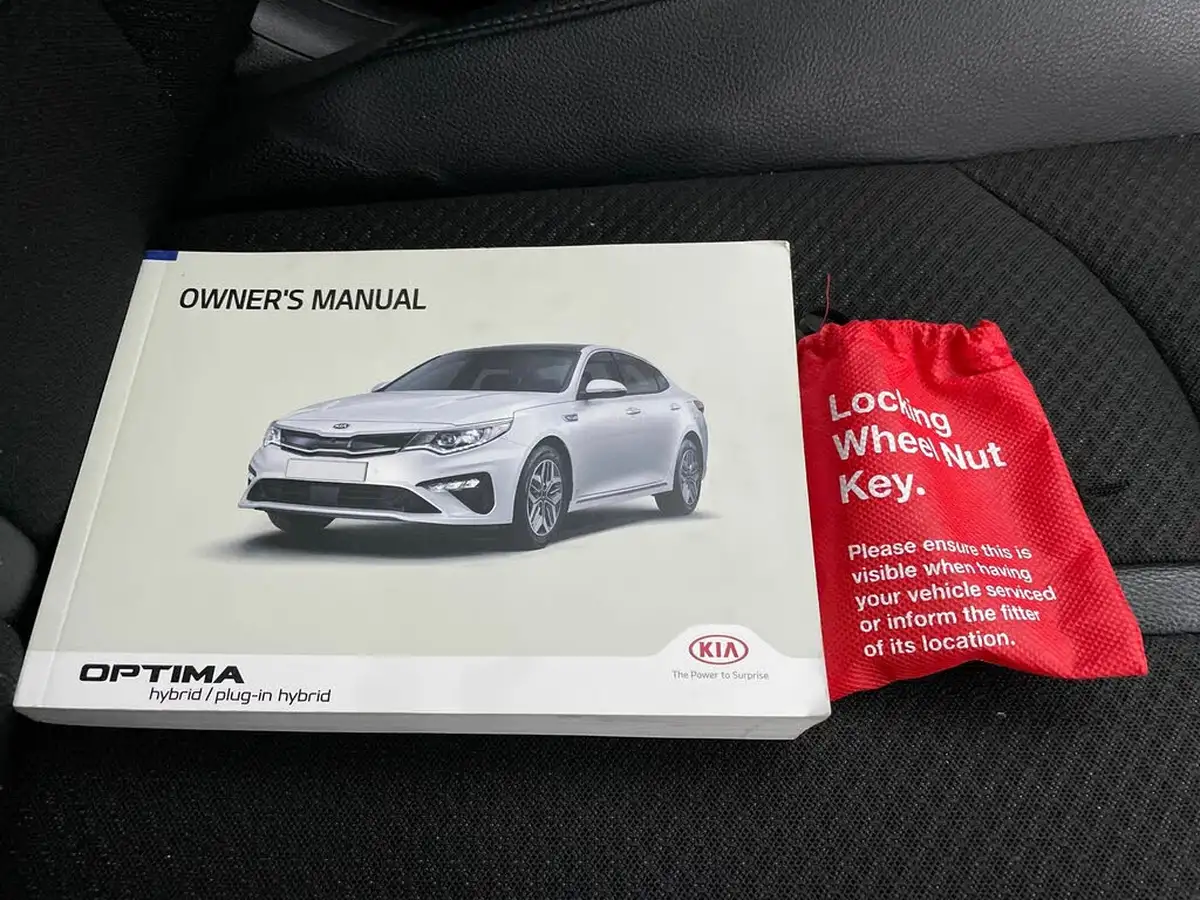 OWNER'S MANUAL
KIA
OPTIMA
hybrid / plug-in hybrid
KIA
The Power to Surprise
Locking
Wheel Nut
Key.
Please ensure this is
visible when having
your vehicle serviced
or inform the fitter
of its location.